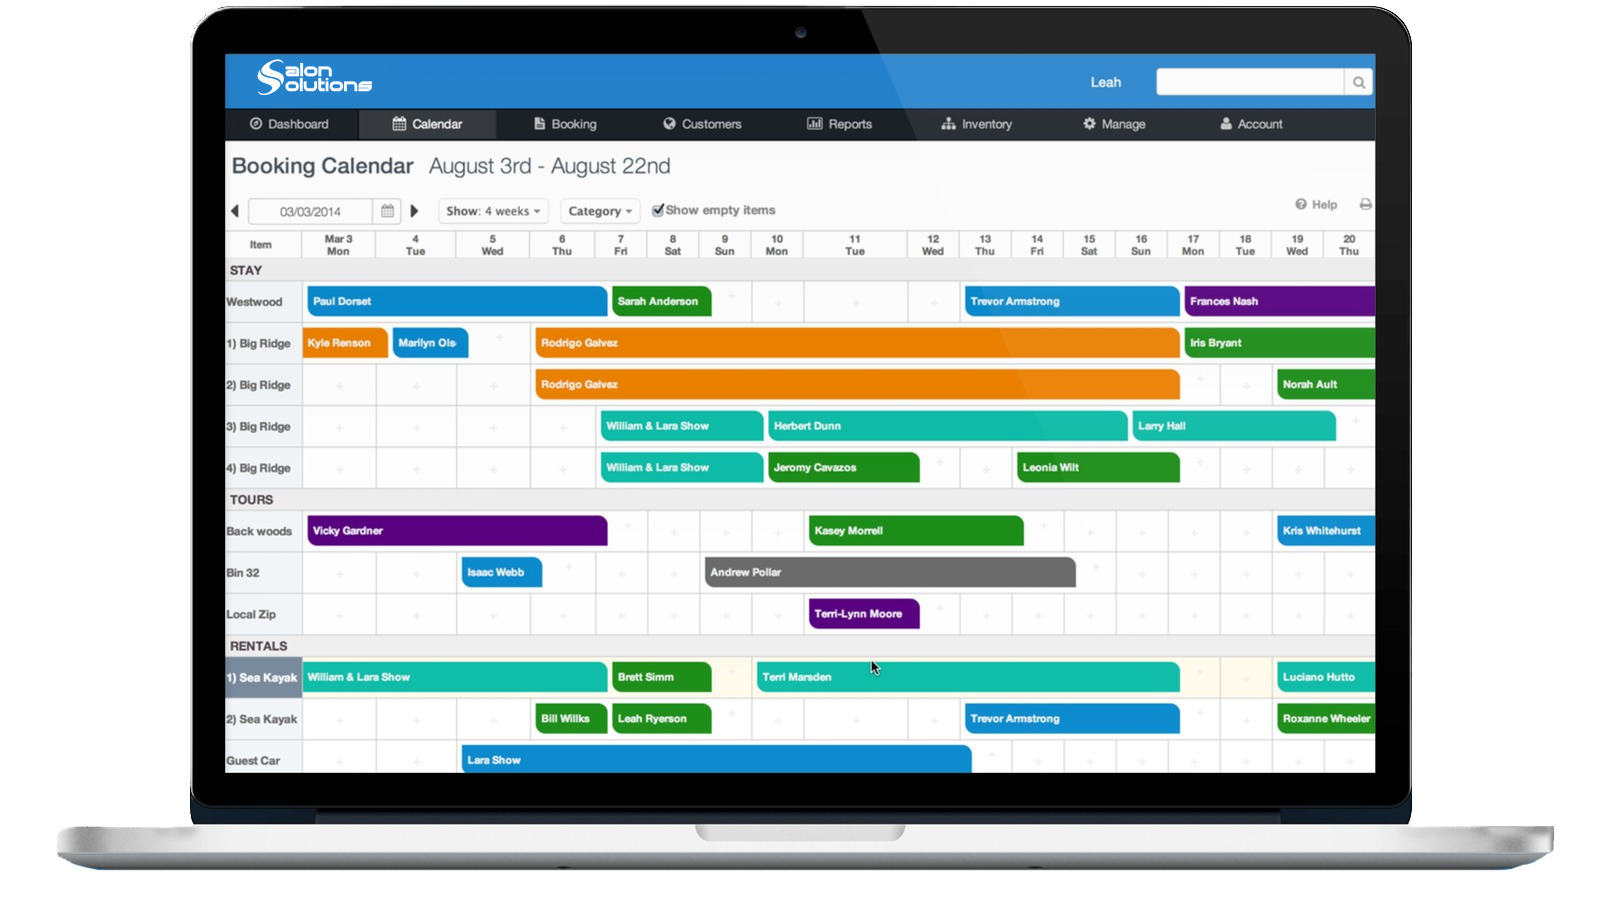 Salon
Solutions
Leah
Dashboard Calendar Booking Customers Reports Inventory Manage Account
Booking Calendar August 3rd - August 22nd
03/03/2014 Show: 4 weeks Category Show empty items Help
Item Mar 3 4 5 6 7 8 9 10 11 12 13 14 15 16 17 18 19 20
Mon Tue Wed Thu Fri Sat Sun Mon Tue Wed Thu Fri Sat Sun Mon Tue Wed Thu
STAY
Westwood Paul Dorset Sarah Anderson Trevor Armstrong Frances Nash
1) Big Ridge Kyle Renson Marilyn Ols Rodrigo Galvez Iris Bryant
2) Big Ridge Rodrigo Galvez Norah Ault
3) Big Ridge William & Lara Show Herbert Dunn Larry Hall
4) Big Ridge William & Lara Show Jeromy Cavazos Leonia Wilt
TOURS
Back woods Vicky Gardner Kasey Morrell Kris Whitehurst
Bin 32 Isaac Webb Andrew Pollar
Local Zip Terri-Lynn Moore
RENTALS
1) Sea Kayak William & Lara Show Brett Simm Terri Marsden Luciano Hutto
2) Sea Kayak Bill Willks Leah Ryerson Trevor Armstrong Roxanne Wheeler
Guest Car Lara Show